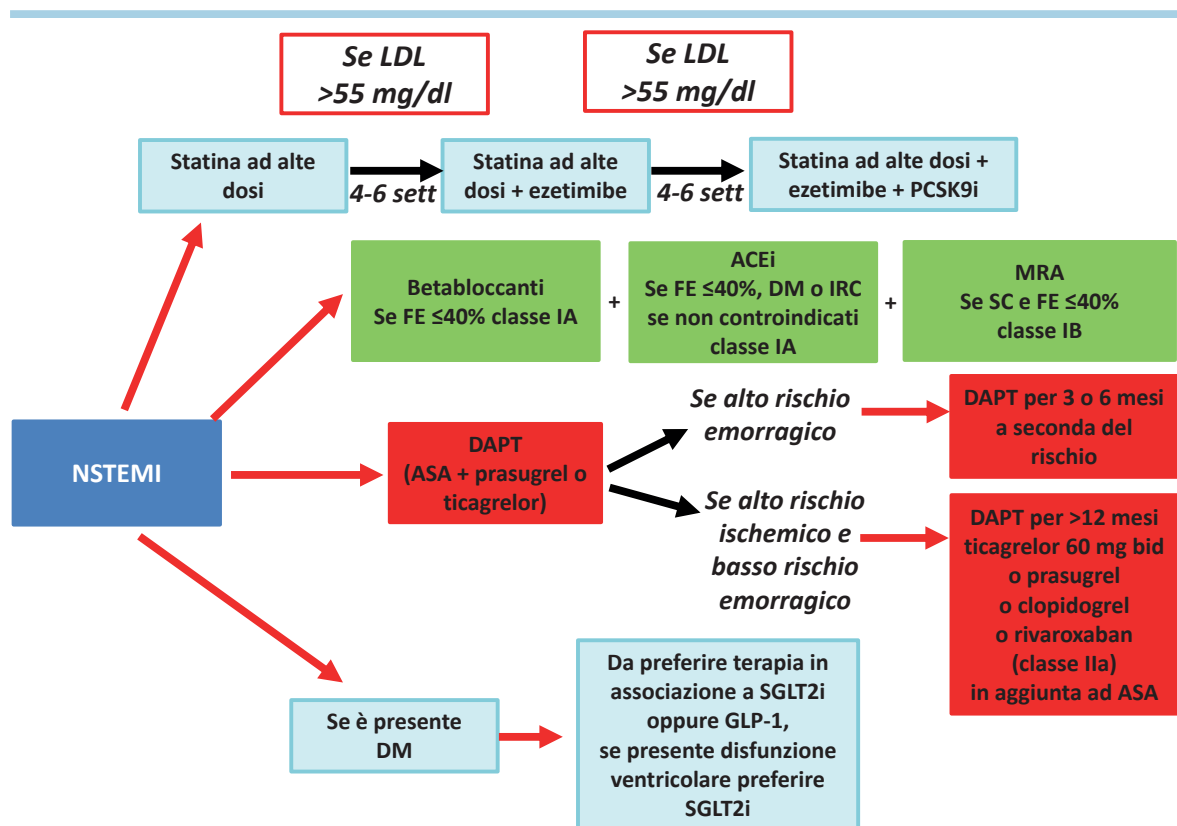 Se LDL
>55 mg/dl
Se LDL
>55 mg/dl
Statina ad alte
dosi
4-6 sett
Statina ad alte
dosi + ezetimibe
4-6 sett
Statina ad alte dosi +
ezetimibe + PCSK9i
Betabloccanti
Se FE ≤40% classe IA
+
ACEi
Se FE ≤40%, DM o IRC
se non controindicati
classe IA
+
MRA
Se SC e FE ≤40%
classe IB
NSTEMI
DAPT
(ASA + prasugrel o
ticagrelor)
Se alto rischio
emorragico
DAPT per 3 o 6 mesi
a seconda del
rischio
Se alto rischio
ischemico e
basso rischio
emorragico
DAPT per >12 mesi
ticagrelor 60 mg bid
o prasugrel
o clopidogrel
o rivaroxaban
(classe IIa)
in aggiunta ad ASA
Se è presente
DM
Da preferire terapia in
associazione a SGLT2i
oppure GLP-1,
se presente disfunzione
ventricolare preferire
SGLT2i